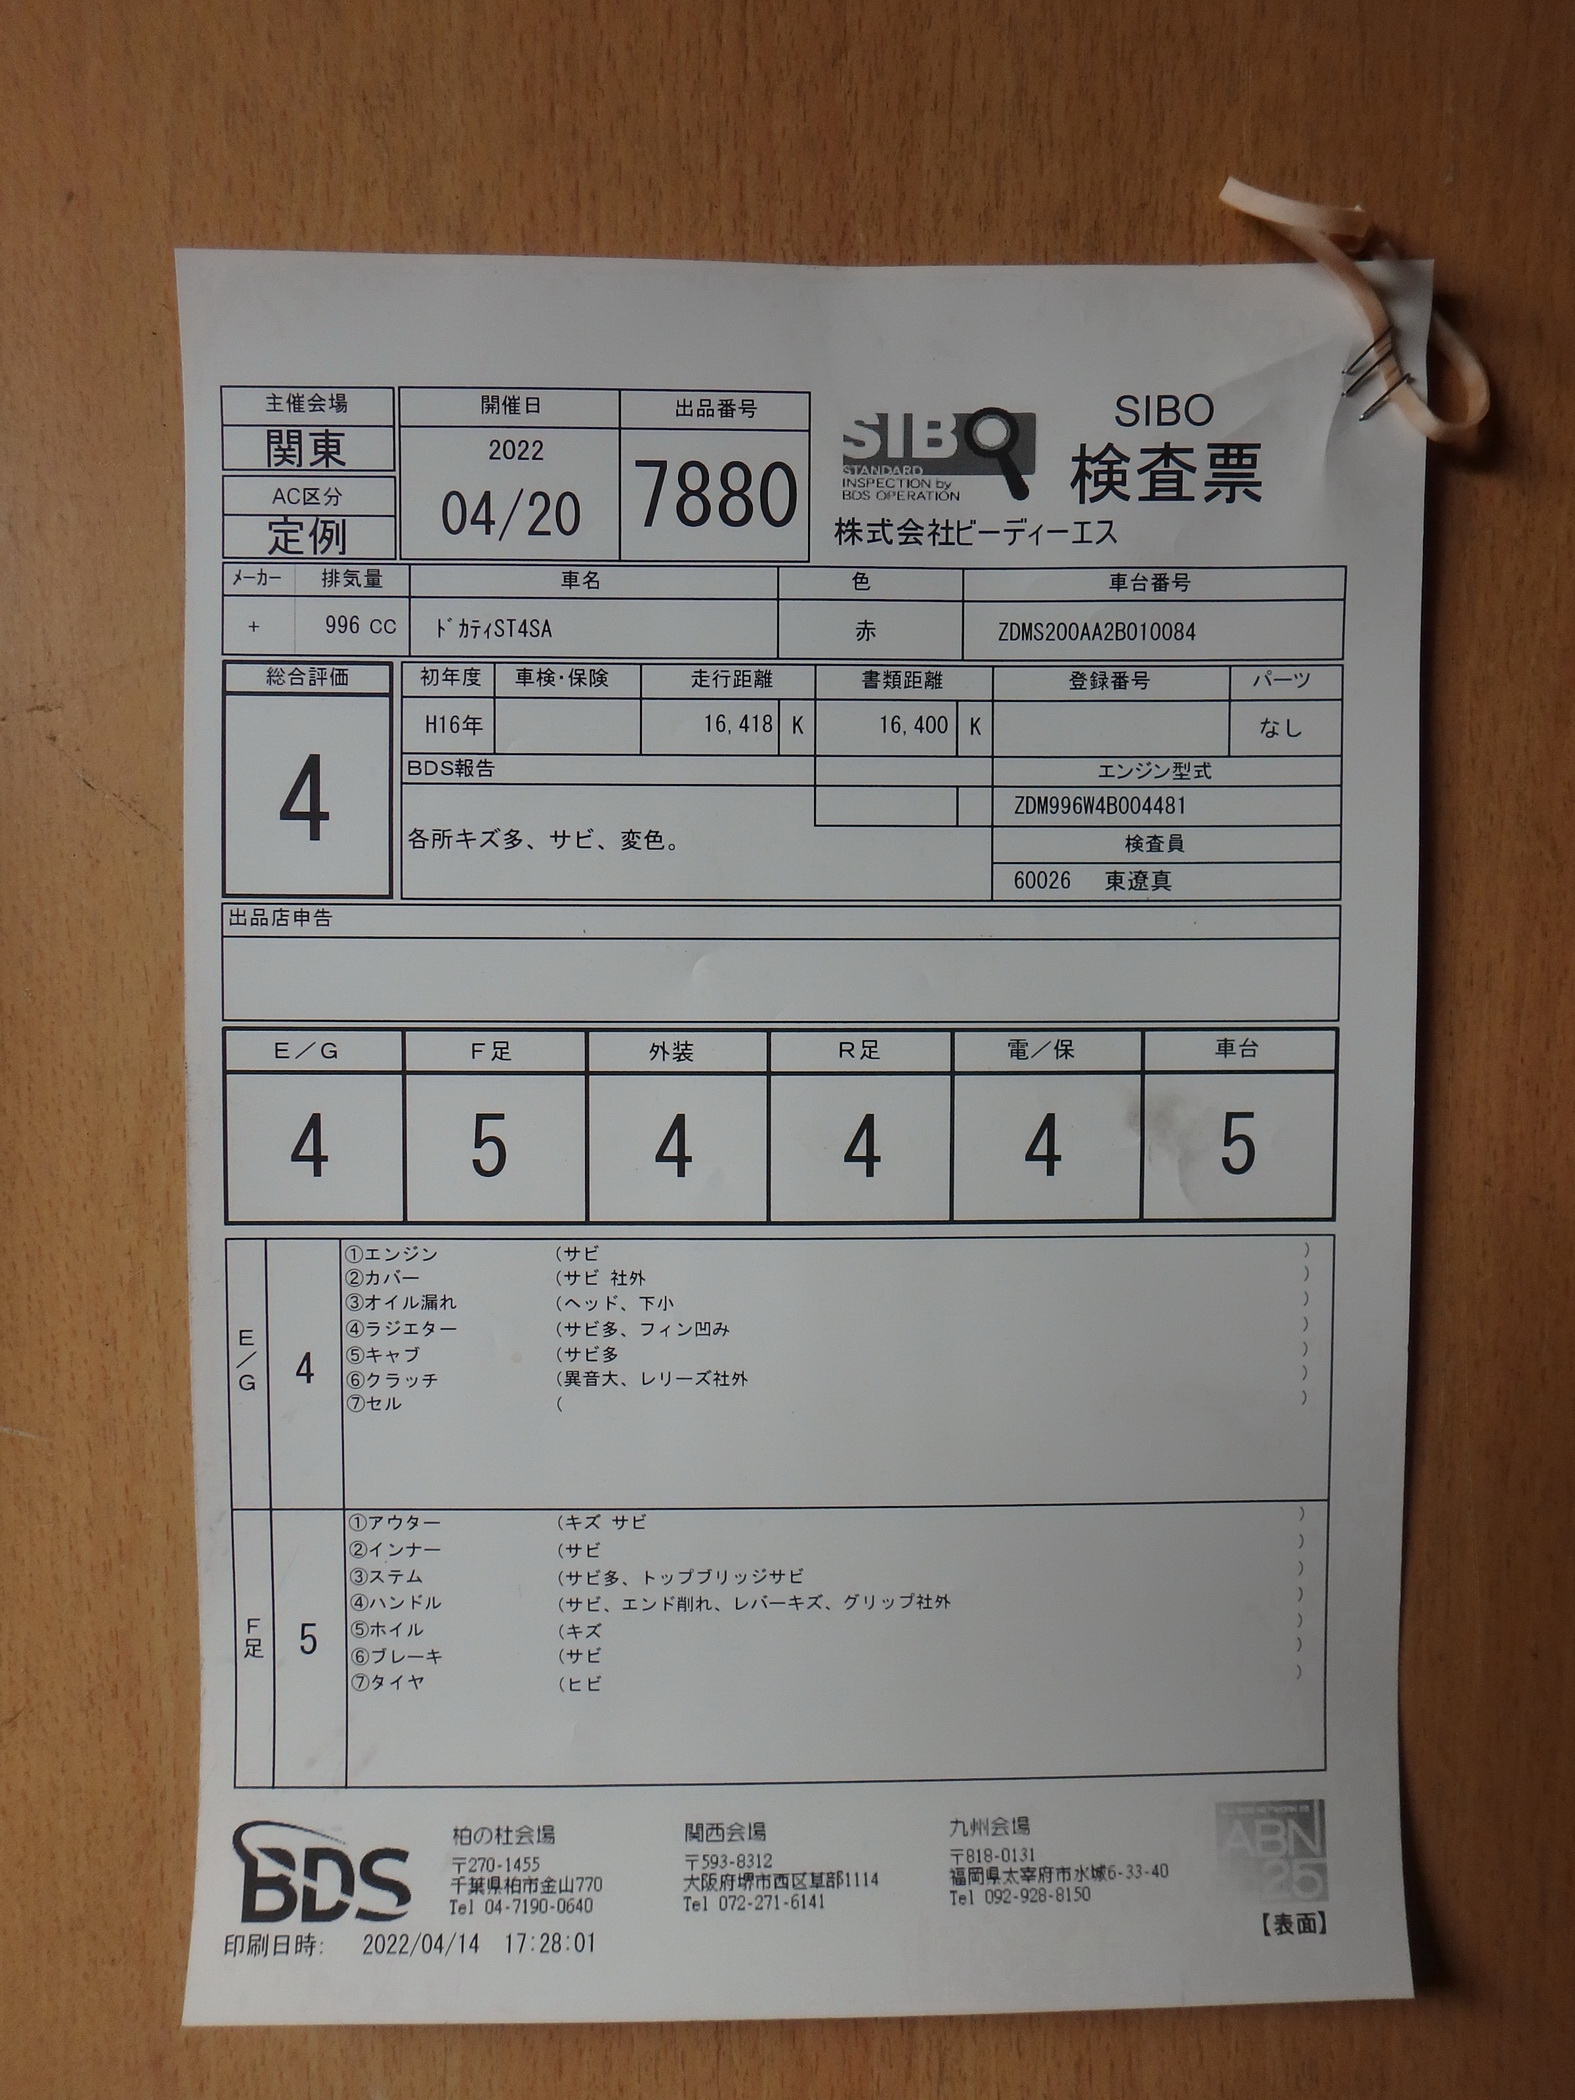 主催会場
関東
AC区分
定例
開催日
2022
04/20
出品番号
7880
SIBO
STANDARD
INSPECTION by
BDS OPERATION
SIBO
検査票
株式会社ビーディーエス
メーカー 排気量 車名 色 車台番号
+ 996 CC ドカティST4SA 赤 ZDMS200AA2B010084
総合評価
4
初年度 車検・保険 走行距離 書類距離 登録番号 パーツ
H16年 16,418 K 16,400 K なし
BDS報告
各所キズ多、サビ、変色。
エンジン型式
ZDM996W4B004481
検査員
60026 東遼真
出品店申告
E／G F足 外装 R足 電／保 車台
4 5 4 4 4 5
E／G 4
①エンジン (サビ )
②カバー (サビ 社外 )
③オイル漏れ (ヘッド、下小 )
④ラジエター (サビ多、フィン凹み )
⑤キャブ (サビ多 )
⑥クラッチ (異音大、レリーズ社外 )
⑦セル ( )
F足 5
①アウター (キズ サビ )
②インナー (サビ )
③ステム (サビ多、トップブリッジサビ )
④ハンドル (サビ、エンド削れ、レバーキズ、グリップ社外 )
⑤ホイル (キズ )
⑥ブレーキ (サビ )
⑦タイヤ (ヒビ )
BDS
柏の杜会場
〒270-1455
千葉県柏市金山770
Tel 04-7190-0640
関西会場
〒593-8312
大阪府堺市西区草部1114
Tel 072-271-6141
九州会場
〒818-0131
福岡県太宰府市水城6-33-40
Tel 092-928-8150
ABN
25
【表面】
印刷日時: 2022/04/14 17:28:01